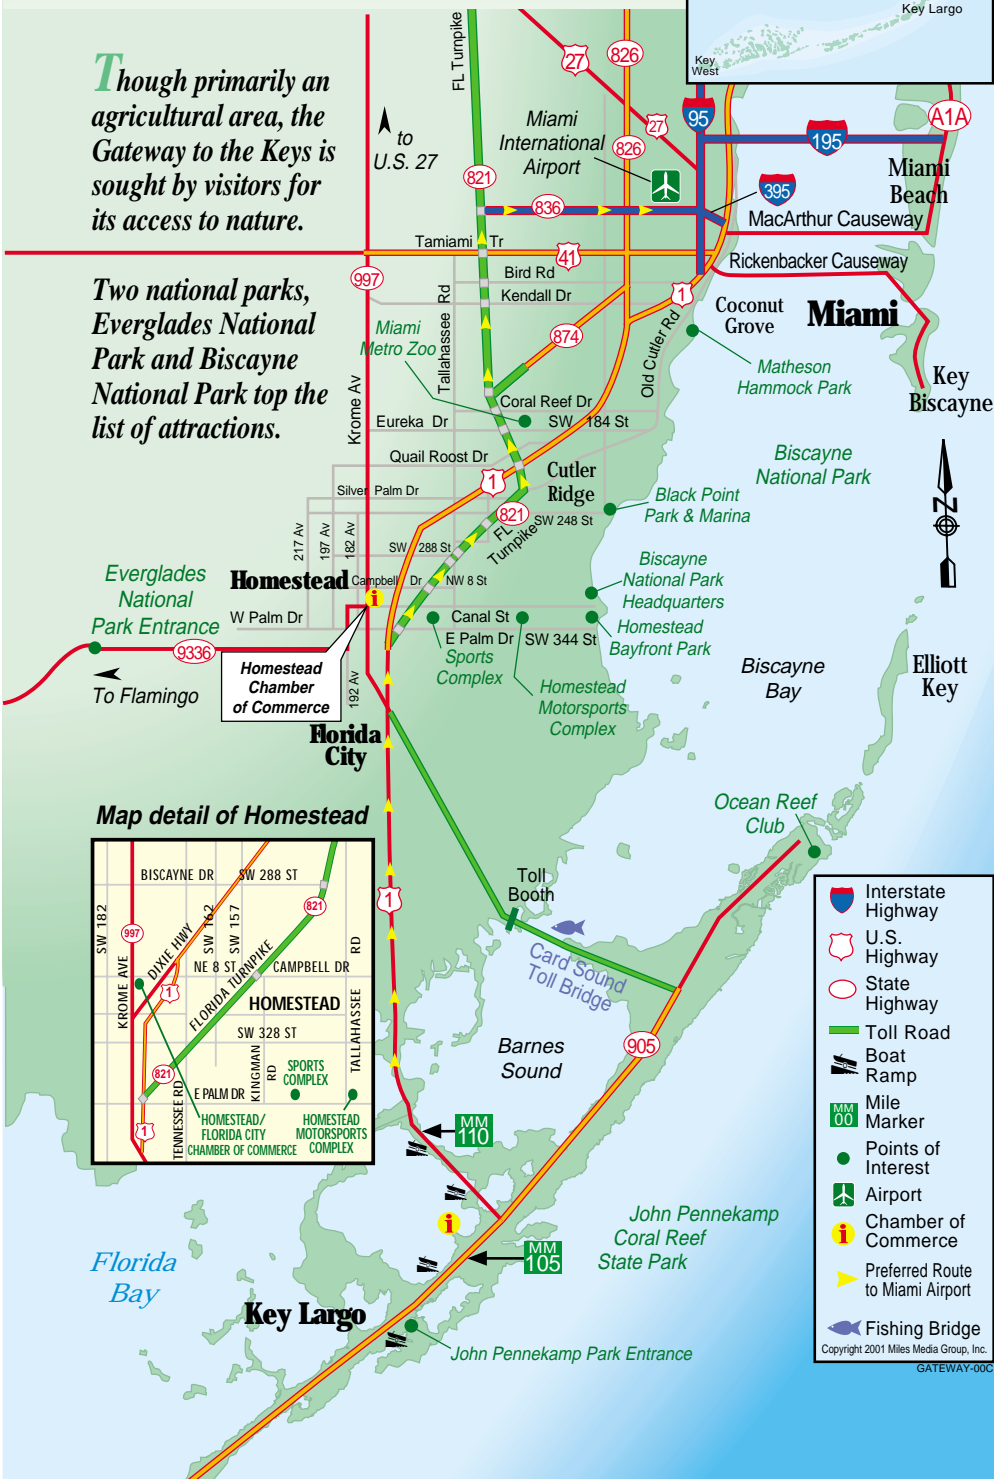 Though primarily an
agricultural area, the
Gateway to the Keys is
sought by visitors for
its access to nature.
Two national parks,
Everglades National
Park and Biscayne
National Park top the
list of attractions.
Key Largo
Key
West
FL Turnpike
27
826
95
A1A
to
U.S. 27
Miami
International
Airport
27
826
195
Miami
Beach
821
836
395
MacArthur Causeway
Tamiami Tr
41
Rickenbacker Causeway
997
Bird Rd
Kendall Dr
1
Coconut
Grove
Miami
Miami
Metro Zoo
Tallahassee Rd
874
Old Cutler Rd
Matheson
Hammock Park
Key
Biscayne
Krome Av
Coral Reef Dr
Eureka Dr
SW 184 St
Quail Roost Dr
Cutler
Ridge
Biscayne
National Park
Silver Palm Dr
1
821
SW 248 St
Black Point
Park & Marina
N
217 Av
197 Av
182 Av
SW 288 St
FL
Turnpike
Homestead
Campbell Dr
NW 8 St
Biscayne
National Park
Headquarters
Everglades
National
Park Entrance
i
W Palm Dr
Canal St
E Palm Dr
SW 344 St
Homestead
Bayfront Park
9336
To Flamingo
Homestead
Chamber
of Commerce
192 Av
Sports
Complex
Homestead
Motorsports
Complex
Biscayne
Bay
Elliott
Key
Florida
City
Map detail of Homestead
BISCAYNE DR
SW 288 ST
SW 182
SW 162
SW 157
821
997
DIXIE HWY
RD
NE 8 ST
CAMPBELL DR
KROME AVE
1
FLORIDA TURNPIKE
HOMESTEAD
TALLAHASSEE
SW 328 ST
821
KINGMAN
RD
SPORTS
COMPLEX
TENNESSEE RD
E PALM DR
1
HOMESTEAD/
FLORIDA CITY
CHAMBER OF COMMERCE
HOMESTEAD
MOTORSPORTS
COMPLEX
1
Toll
Booth
Ocean Reef
Club
Card Sound
Toll Bridge
Barnes
Sound
905
MM
110
i
MM
105
John Pennekamp
Coral Reef
State Park
Florida
Bay
Key Largo
John Pennekamp Park Entrance
Interstate
Highway
U.S.
Highway
State
Highway
Toll Road
Boat
Ramp
MM
00
Mile
Marker
Points of
Interest
Airport
i
Chamber of
Commerce
Preferred Route
to Miami Airport
Fishing Bridge
Copyright 2001 Miles Media Group, Inc.
GATEWAY-00C